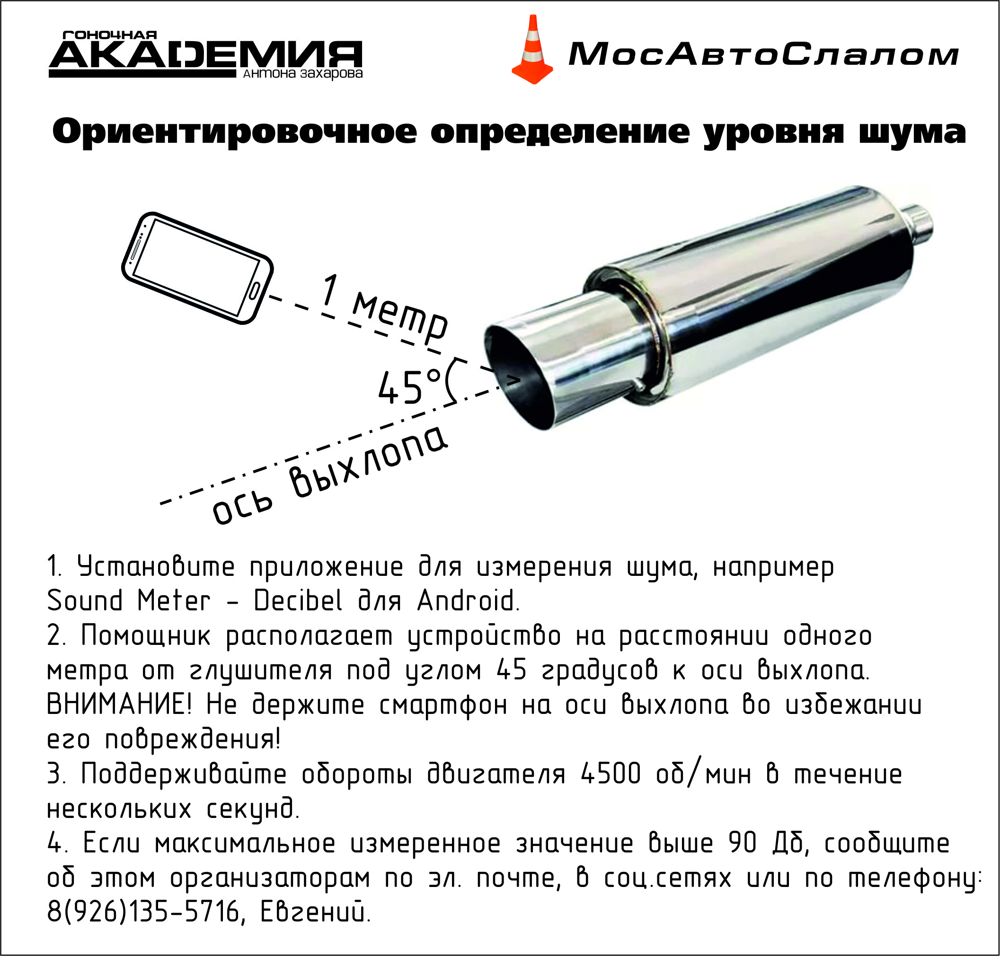 ГОНОЧНАЯ
АКАДЕМИЯ
Антона Захарова
МосАвтоСлалом
Ориентировочное определение уровня шума
1 метр
45°
ось выхлопа
1. Установите приложение для измерения шума, например
Sound Meter - Decibel для Android.
2. Помощник располагает устройство на расстоянии одного
метра от глушителя под углом 45 градусов к оси выхлопа.
ВНИМАНИЕ! Не держите смартфон на оси выхлопа во избежании
его повреждения!
3. Поддерживайте обороты двигателя 4500 об/мин в течение
нескольких секунд.
4. Если максимальное измеренное значение выше 90 Дб, сообщите
об этом организаторам по эл. почте, в соц.сетях или по телефону:
8(926)135-5716, Евгений.